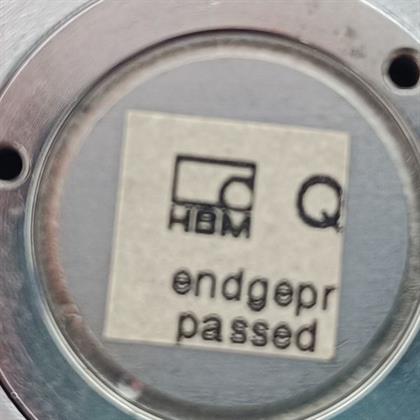 HBM Q
endgepr
passed